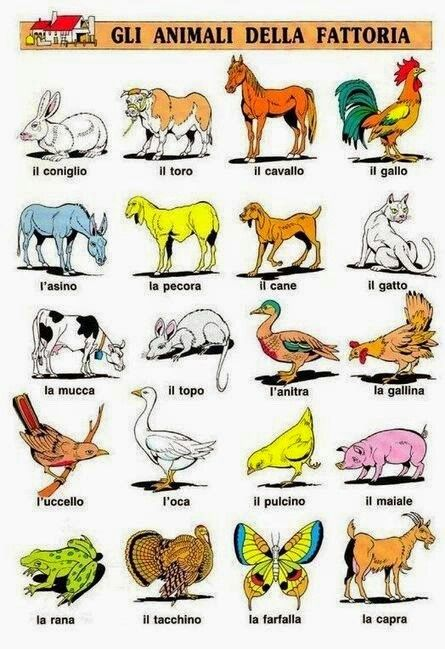 GLI ANIMALI DELLA FATTORIA
il coniglio
il toro
il cavallo
il gallo
l'asino
la pecora
il cane
il gatto
la mucca
il topo
l'anitra
la gallina
l'uccello
l'oca
il pulcino
il maiale
la rana
il tacchino
la farfalla
la capra